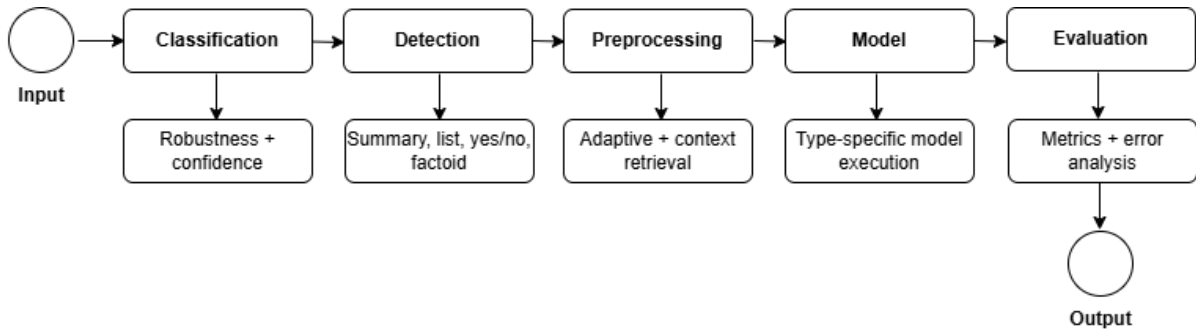 Classification
Detection
Preprocessing
Model
Evaluation
Input
Robustness +
confidence
Summary, list, yes/no,
factoid
Adaptive + context
retrieval
Type-specific model
execution
Metrics + error
analysis
Output